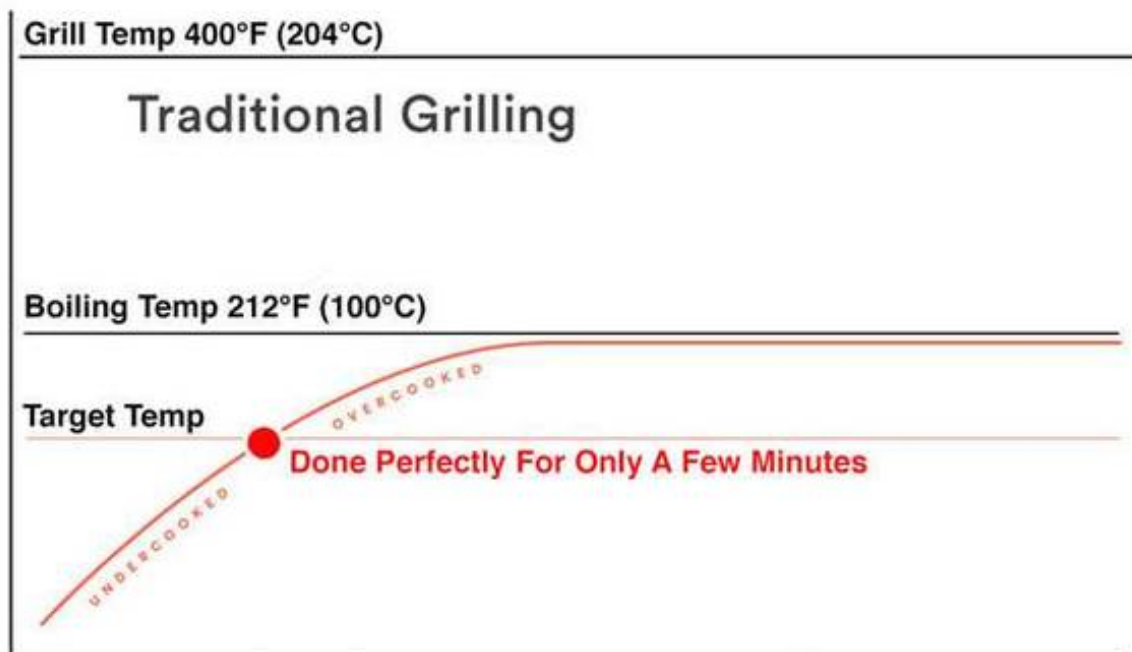 Grill Temp 400°F (204°C)
Traditional Grilling
Boiling Temp 212°F (100°C)
OVERCOOKED
Target Temp
Done Perfectly For Only A Few Minutes
UNDERCOOKED